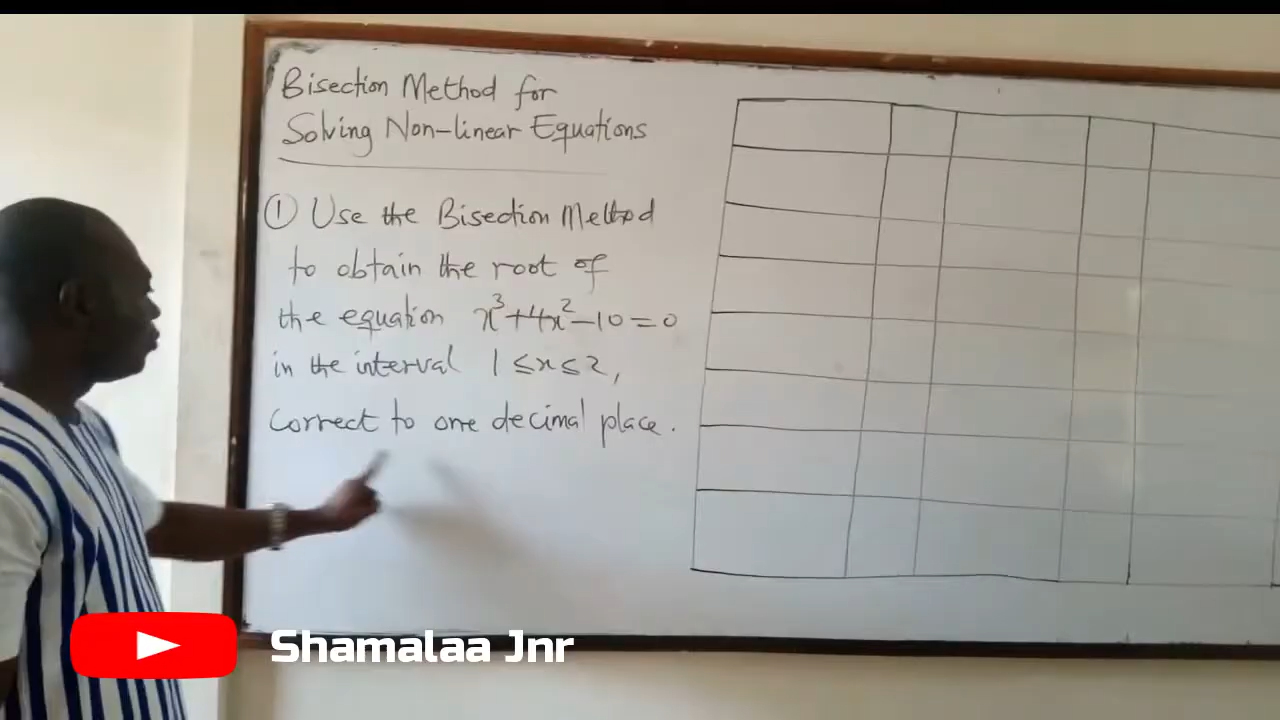 Bisection Method for
Solving Non-linear Equations
① Use the Bisection Method
to obtain the root of
the equation x³+4x²-10=0
in the interval 1≤x≤2,
correct to one decimal place.
Shamalaa Jnr